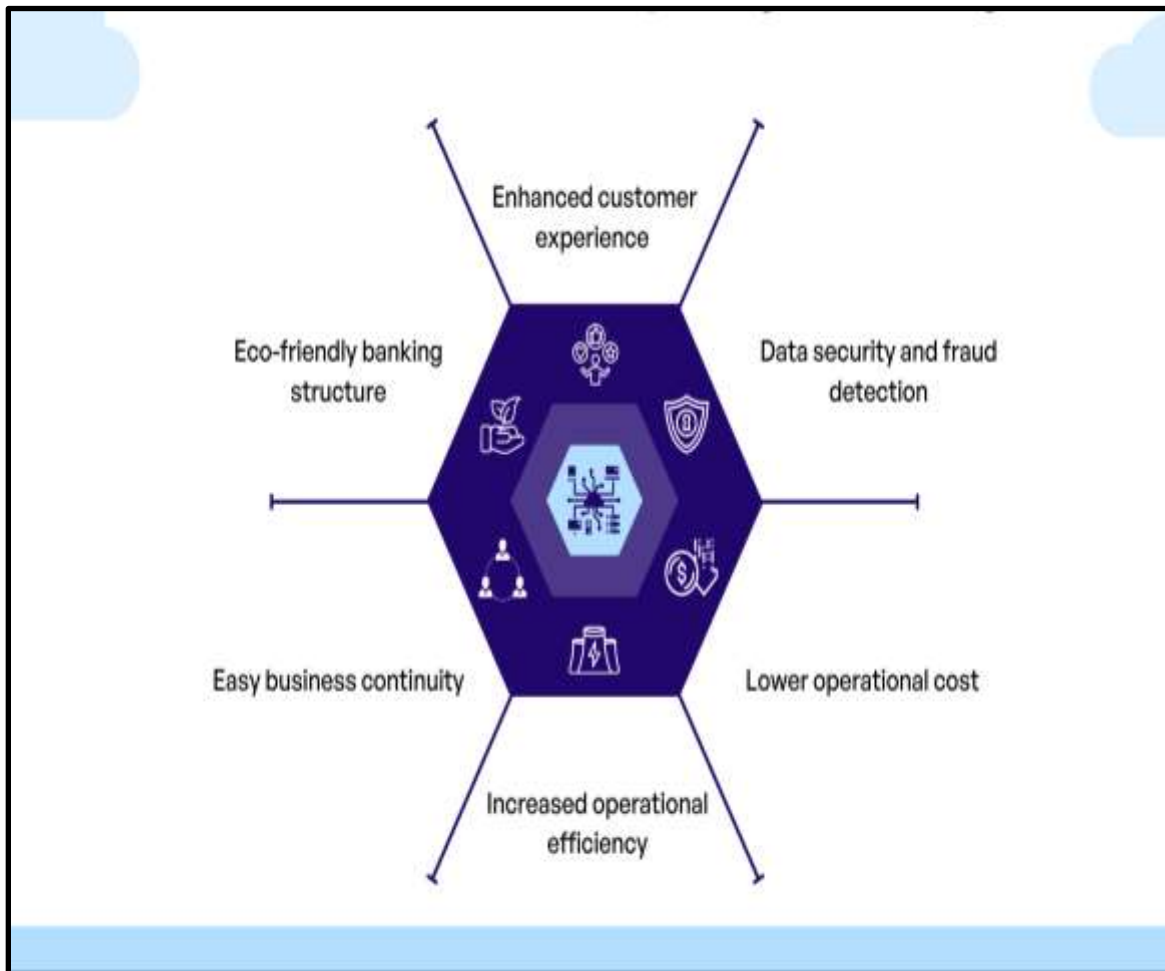 Enhanced customer
experience
Eco-friendly banking
structure
Data security and fraud
detection
Easy business continuity
Lower operational cost
Increased operational
efficiency